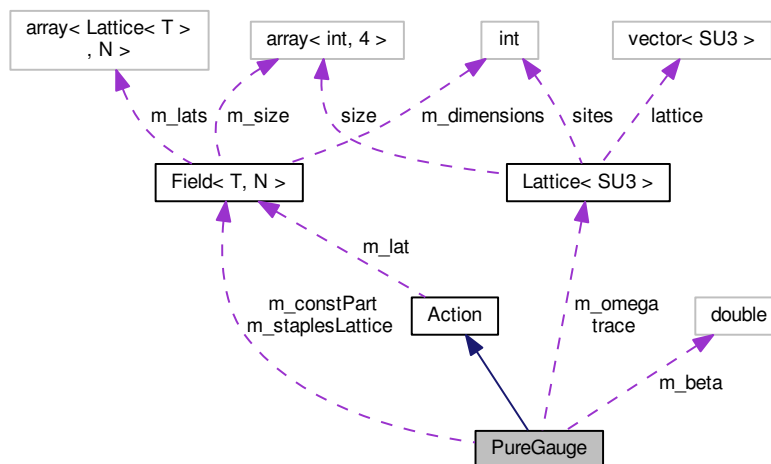 array< Lattice< T >
, N >
array< int, 4 >
int
vector< SU3 >
m_lats
m_size
size
m_dimensions
sites
lattice
Field< T, N >
Lattice< SU3 >
m_lat
m_constPart
m_staplesLattice
Action
m_omega
trace
double
m_beta
PureGauge